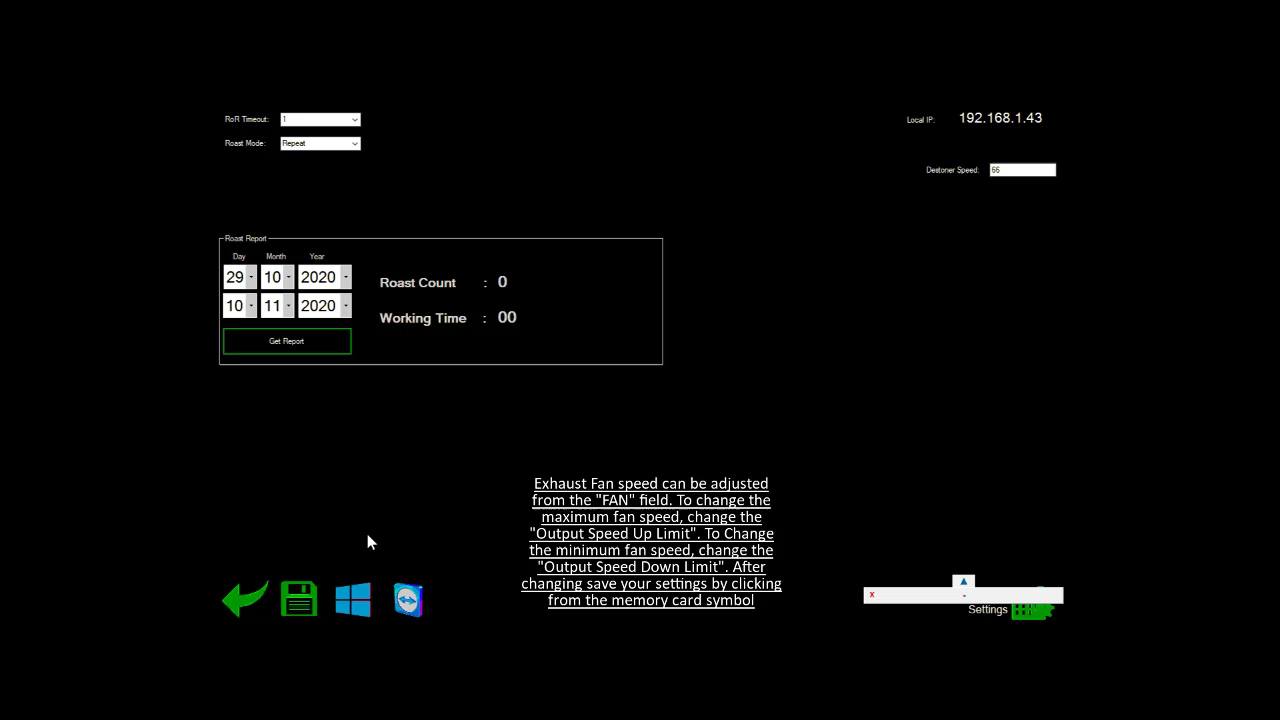 RoR Timeout: 1
Local IP: 192.168.1.43
Roast Mode: Repeat
Destoner Speed: 66
Roast Report
Day Month Year
29 10 2020
Roast Count : 0
10 11 2020
Working Time : 00
Get Report
Exhaust Fan speed can be adjusted
from the "FAN" field. To change the
maximum fan speed, change the
"Output Speed Up Limit". To Change
the minimum fan speed, change the
"Output Speed Down Limit". After
changing save your settings by clicking
from the memory card symbol
x -
Settings